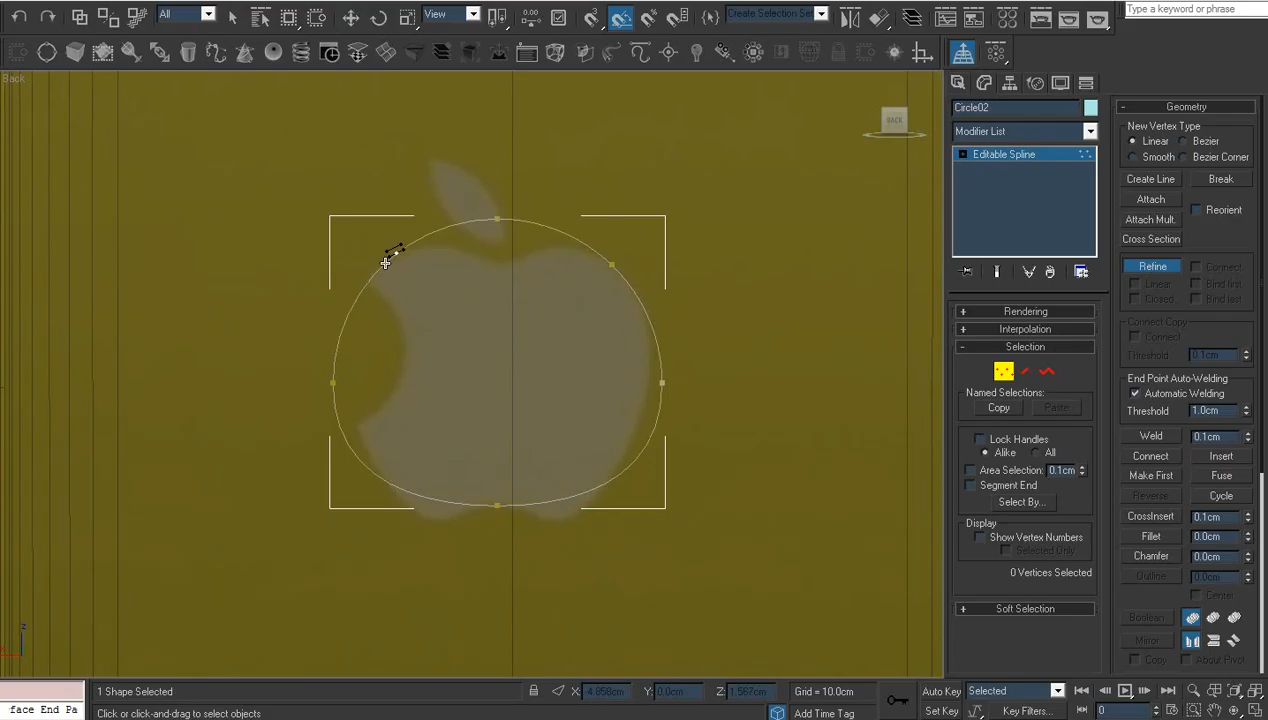 All
View
Create Selection Set
Type a keyword or phrase
Back
BACK
Circle02
Modifier List
Editable Spline
Rendering
Interpolation
Selection
Named Selections:
Copy
Paste
Lock Handles
Alike
All
Area Selection:
0.1cm
Segment End
Select By...
Display
Show Vertex Numbers
Selected Only
0 Vertices Selected
Soft Selection
Geometry
New Vertex Type
Linear
Bezier
Smooth
Bezier Corner
Create Line
Break
Attach
Reorient
Attach Mult.
Cross Section
Refine
Connect
Linear
Bind first
Closed
Bind last
Connect Copy
Connect
Threshold
0.1cm
End Point Auto-Welding
Automatic Welding
Threshold
1.0cm
Weld
0.1cm
Connect
Insert
Make First
Fuse
Reverse
Cycle
CrossInsert
0.1cm
Fillet
0.0cm
Chamfer
0.0cm
Outline
0.0cm
Center
Boolean
Mirror
Copy
About Pivot
z
x
1 Shape Selected
X: -4.858cm
Y: 0.0cm
Z: 1.567cm
Grid = 10.0cm
Auto Key
Selected
face End Pa
Click or click-and-drag to select objects
Add Time Tag
Set Key
Key Filters...
0